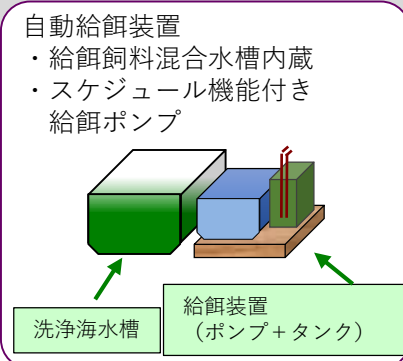 自動給餌装置
・給餌飼料混合水槽内蔵
・スケジュール機能付き
給餌ポンプ
洗浄海水槽
給餌装置
（ポンプ＋タンク）